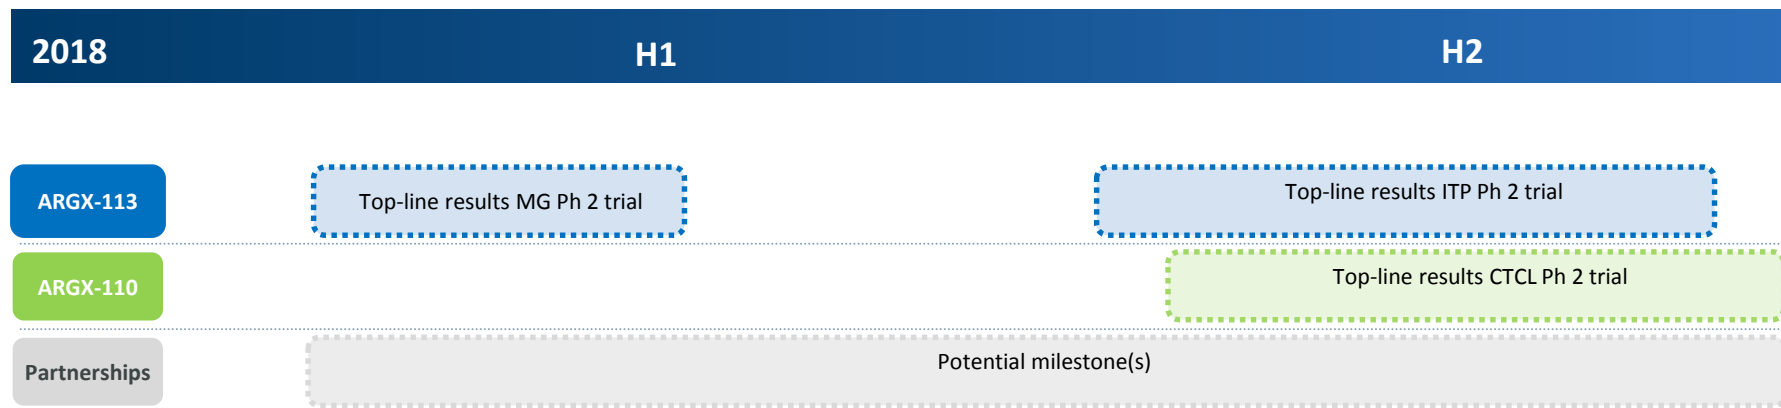 2018 H1 H2
ARGX-113 Top-line results MG Ph 2 trial Top-line results ITP Ph 2 trial
ARGX-110 Top-line results CTCL Ph 2 trial
Partnerships Potential milestone(s)